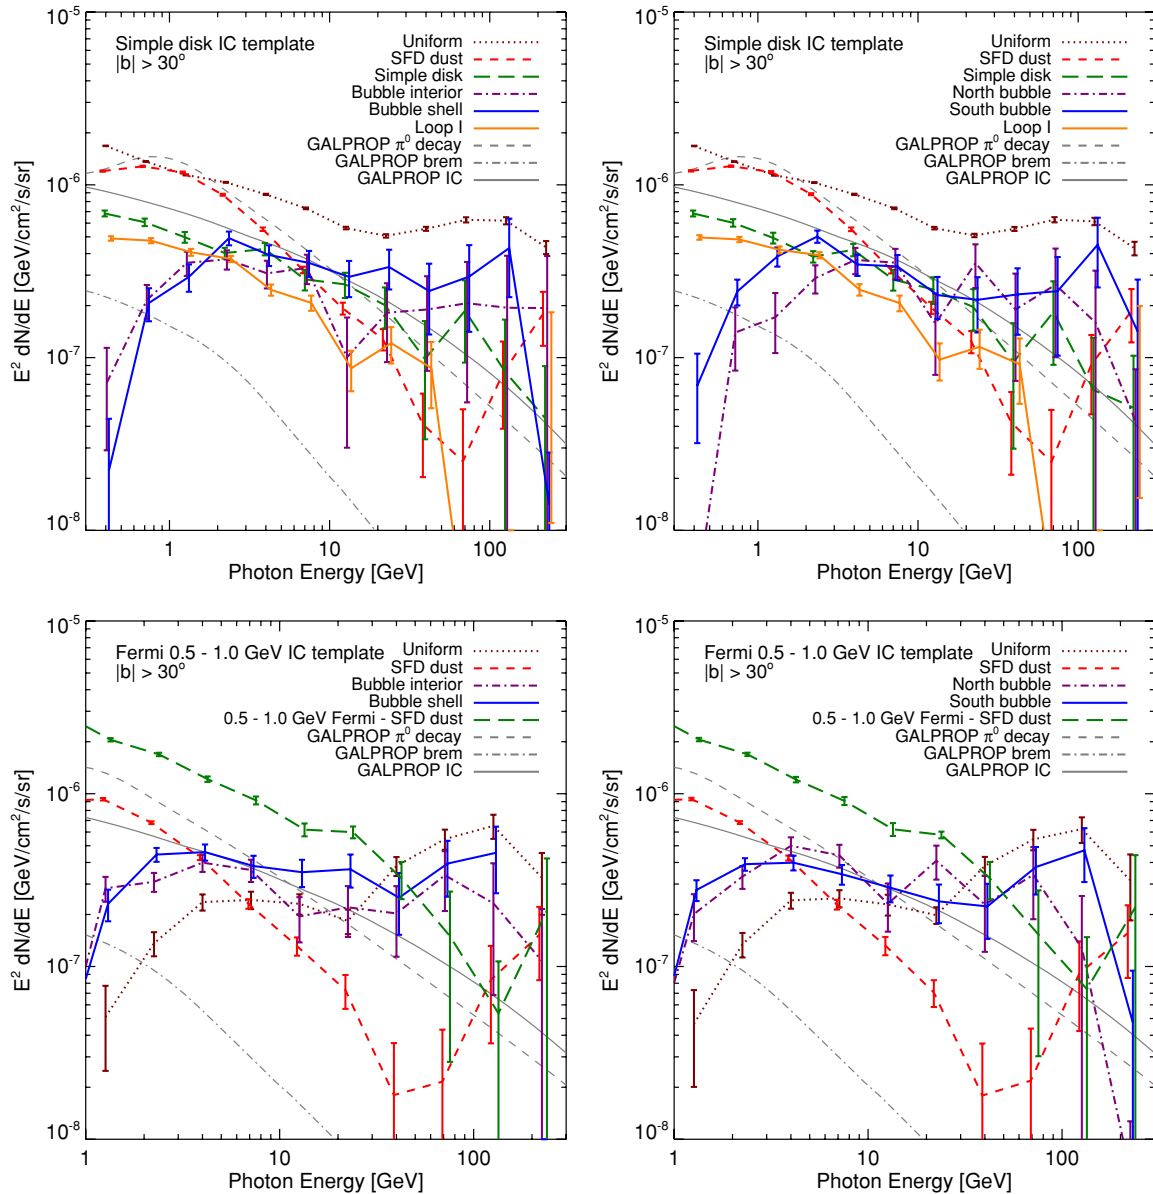 10⁻⁵
10⁻⁶
10⁻⁷
10⁻⁸
E² dN/dE [GeV/cm²/s/sr]
Simple disk IC template
|b| > 30°
Uniform
SFD dust
Simple disk
Bubble interior
Bubble shell
Loop I
GALPROP π⁰ decay
GALPROP brem
GALPROP IC
1 10 100
Photon Energy [GeV]
10⁻⁵
10⁻⁶
10⁻⁷
10⁻⁸
E² dN/dE [GeV/cm²/s/sr]
Simple disk IC template
|b| > 30°
Uniform
SFD dust
Simple disk
North bubble
South bubble
Loop I
GALPROP π⁰ decay
GALPROP brem
GALPROP IC
1 10 100
Photon Energy [GeV]
10⁻⁵
10⁻⁶
10⁻⁷
10⁻⁸
E² dN/dE [GeV/cm²/s/sr]
Fermi 0.5 - 1.0 GeV IC template
|b| > 30°
Uniform
SFD dust
Bubble interior
Bubble shell
0.5 - 1.0 GeV Fermi - SFD dust
GALPROP π⁰ decay
GALPROP brem
GALPROP IC
1 10 100
Photon Energy [GeV]
10⁻⁵
10⁻⁶
10⁻⁷
10⁻⁸
E² dN/dE [GeV/cm²/s/sr]
Fermi 0.5 - 1.0 GeV IC template
|b| > 30°
Uniform
SFD dust
North bubble
South bubble
0.5 - 1.0 GeV Fermi - SFD dust
GALPROP π⁰ decay
GALPROP brem
GALPROP IC
1 10 100
Photon Energy [GeV]